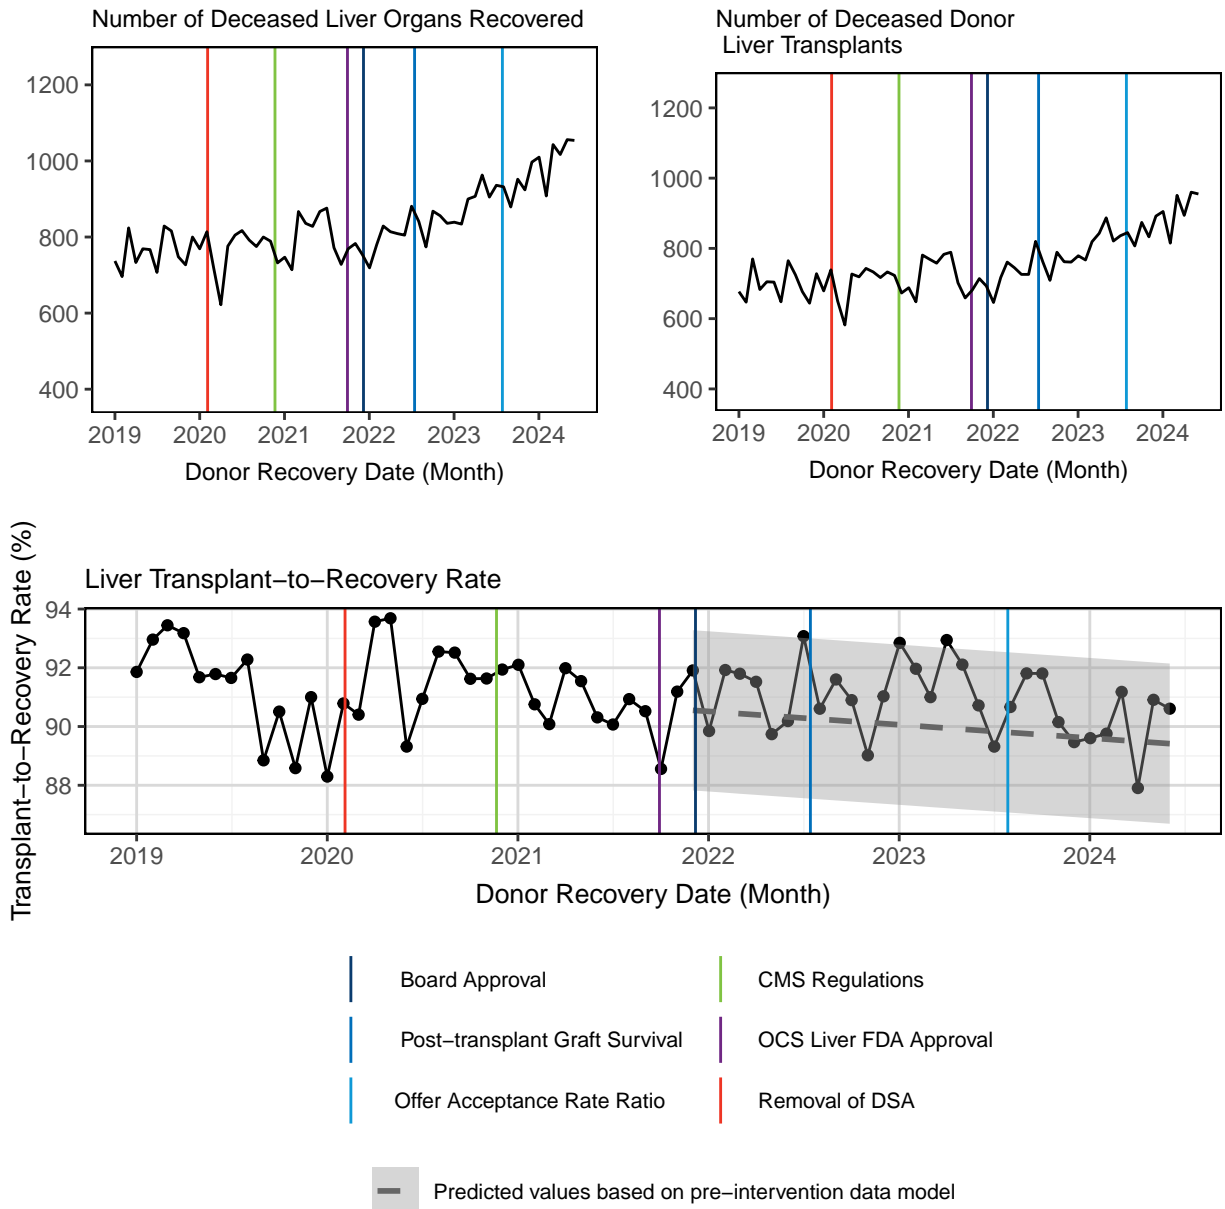 Number of Deceased Liver Organs Recovered
1200
1000
800
600
400
2019 2020 2021 2022 2023 2024
Donor Recovery Date (Month)
Number of Deceased Donor
Liver Transplants
1200
1000
800
600
400
2019 2020 2021 2022 2023 2024
Donor Recovery Date (Month)
Liver Transplant−to−Recovery Rate
Transplant−to−Recovery Rate (%)
94
92
90
88
2019 2020 2021 2022 2023 2024
Donor Recovery Date (Month)
Board Approval
CMS Regulations
Post−transplant Graft Survival
OCS Liver FDA Approval
Offer Acceptance Rate Ratio
Removal of DSA
Predicted values based on pre−intervention data model